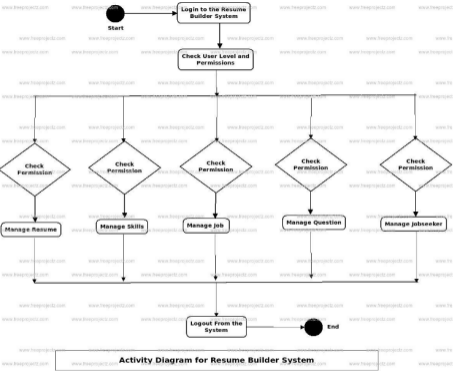 Login to the Resume
Builder System
Start
Check User Level and
Permissions
Check
Permission
Check
Permission
Check
Permission
Check
Permission
Check
Permission
Manage Resume
Manage Skills
Manage Job
Manage Question
Manage Jobseeker
Logout From the
System
End
Activity Diagram for Resume Builder System
www.freeprojectz.com